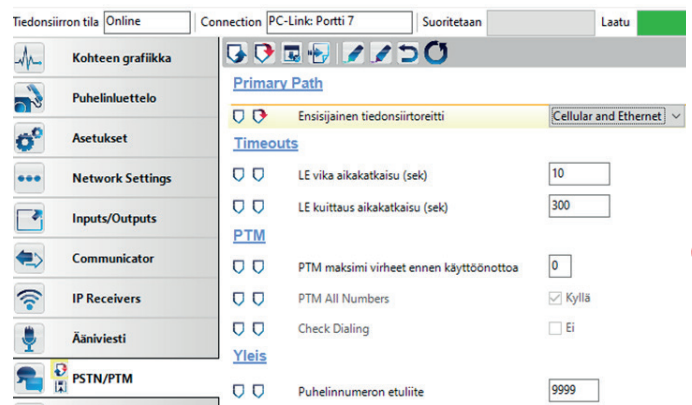 Tiedonsiirron tila Online Connection PC-Link: Portti 7 Suoritetaan Laatu
Kohteen grafiikka
Puhelinluettelo
Asetukset
Network Settings
Inputs/Outputs
Communicator
IP Receivers
Ääniviesti
PSTN/PTM
Primary Path
Ensisijainen tiedonsiirtoreitti Cellular and Ethernet
Timeouts
LE vika aikakatkaisu (sek) 10
LE kuittaus aikakatkaisu (sek) 300
PTM
PTM maksimi virheet ennen käyttöönottoa 0
PTM All Numbers Kyllä
Check Dialing Ei
Yleis
Puhelinnumeron etuliite 9999